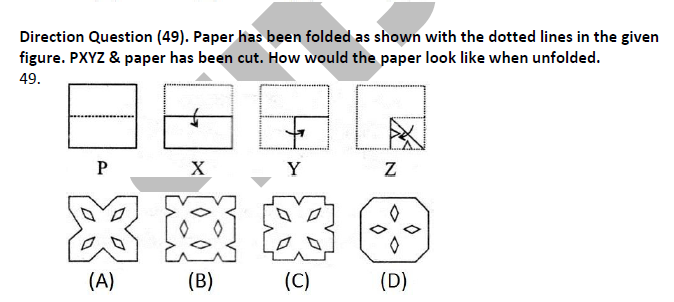 Direction Question (49). Paper has been folded as shown with the dotted lines in the given
figure. PXYZ & paper has been cut. How would the paper look like when unfolded.
49.
P X Y Z
(A) (B) (C) (D)